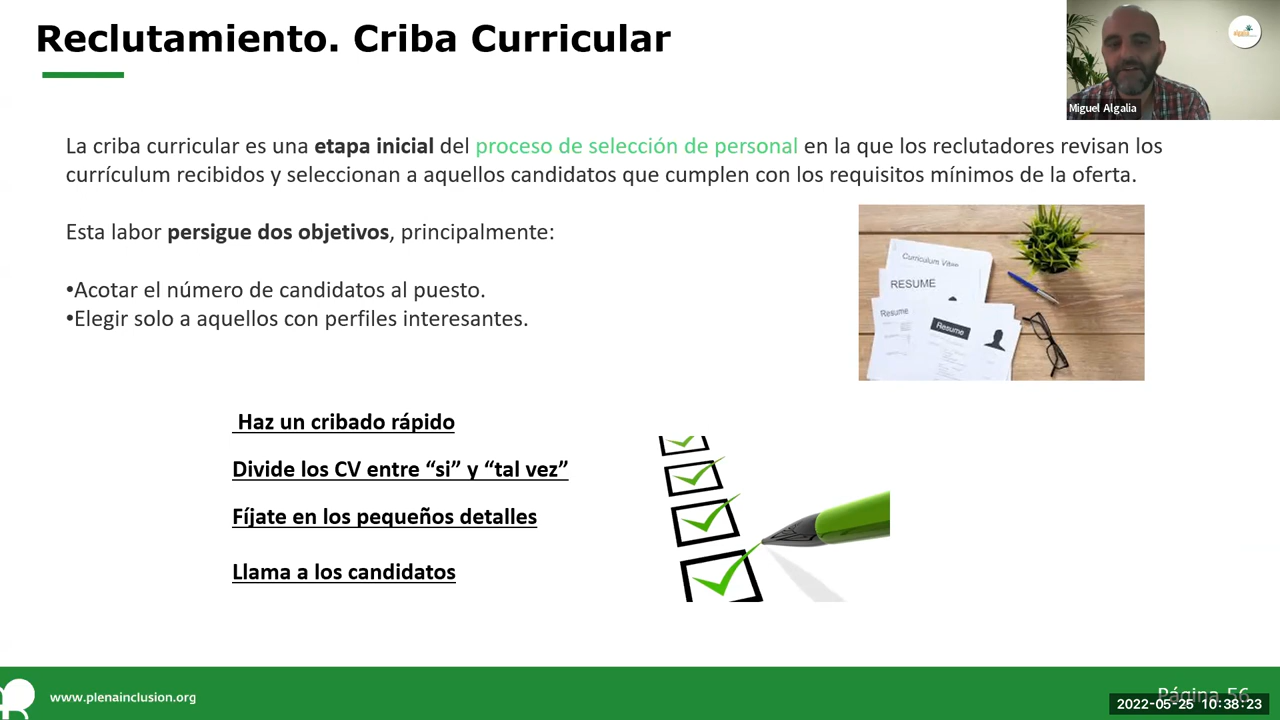 Reclutamiento. Criba Curricular
Miguel Algalia
La criba curricular es una etapa inicial del proceso de selección de personal en la que los reclutadores revisan los
currículum recibidos y seleccionan a aquellos candidatos que cumplen con los requisitos mínimos de la oferta.
Esta labor persigue dos objetivos, principalmente:
•Acotar el número de candidatos al puesto.
•Elegir solo a aquellos con perfiles interesantes.
Curriculum Vitae
RESUME
Resume
Resume
Haz un cribado rápido
Divide los CV entre “si” y “tal vez”
Fíjate en los pequeños detalles
Llama a los candidatos
www.plenainclusion.org
Página 56
2022-05-25 10:38:23